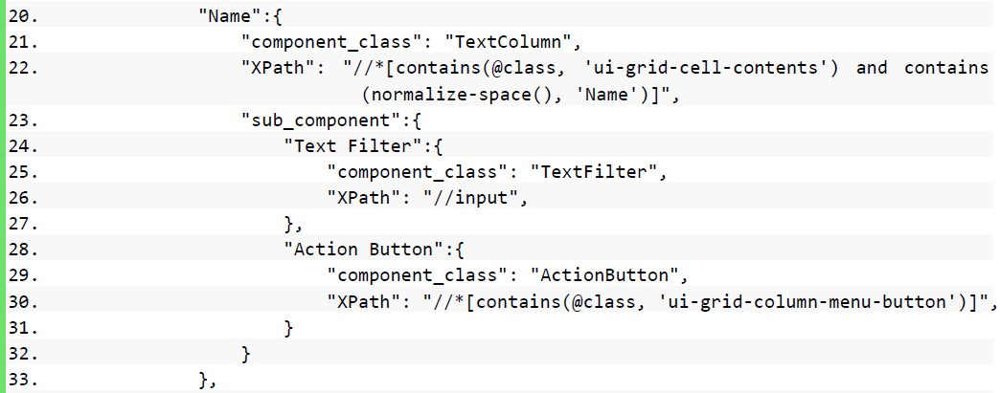 20. "Name":{
21. "component_class": "TextColumn",
22. "XPath": "//*[contains(@class, 'ui-grid-cell-contents') and contains
(normalize-space(), 'Name')]",
23. "sub_component":{
24. "Text Filter":{
25. "component_class": "TextFilter",
26. "XPath": "//input",
27. },
28. "Action Button":{
29. "component_class": "ActionButton",
30. "XPath": "//*[contains(@class, 'ui-grid-column-menu-button')]",
31. }
32. }
33. },